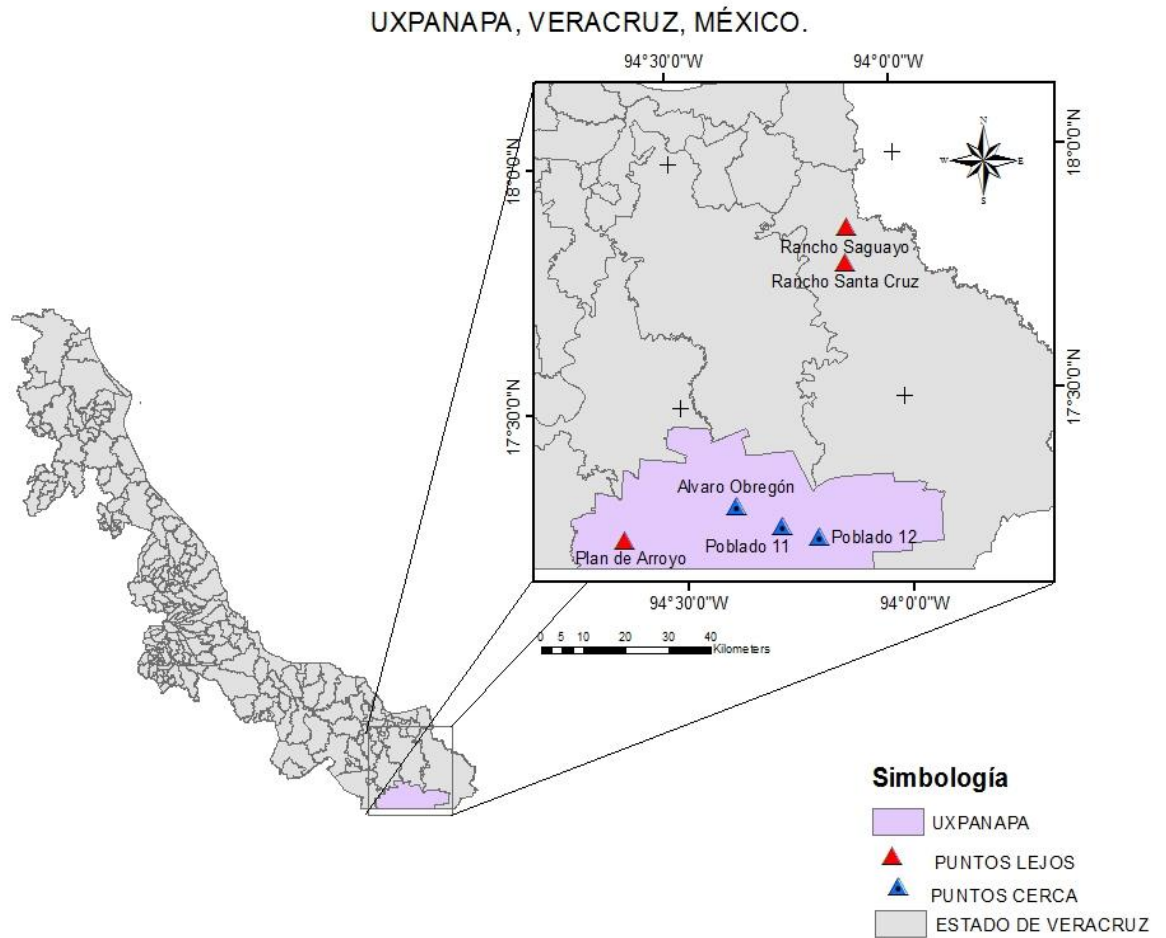 UXPANAPA, VERACRUZ, MÉXICO.
94°30'0"W 94°0'0"W
N
W E
S
18°0'0"N 18°0'0"N
Rancho Saguayo
Rancho Santa Cruz
17°30'0"N 17°30'0"N
Alvaro Obregón
Poblado 11
Poblado 12
Plan de Arroyo
94°30'0"W 94°0'0"W
0 5 10 20 30 40
Kilometers
Simbología
UXPANAPA
PUNTOS LEJOS
PUNTOS CERCA
ESTADO DE VERACRUZ